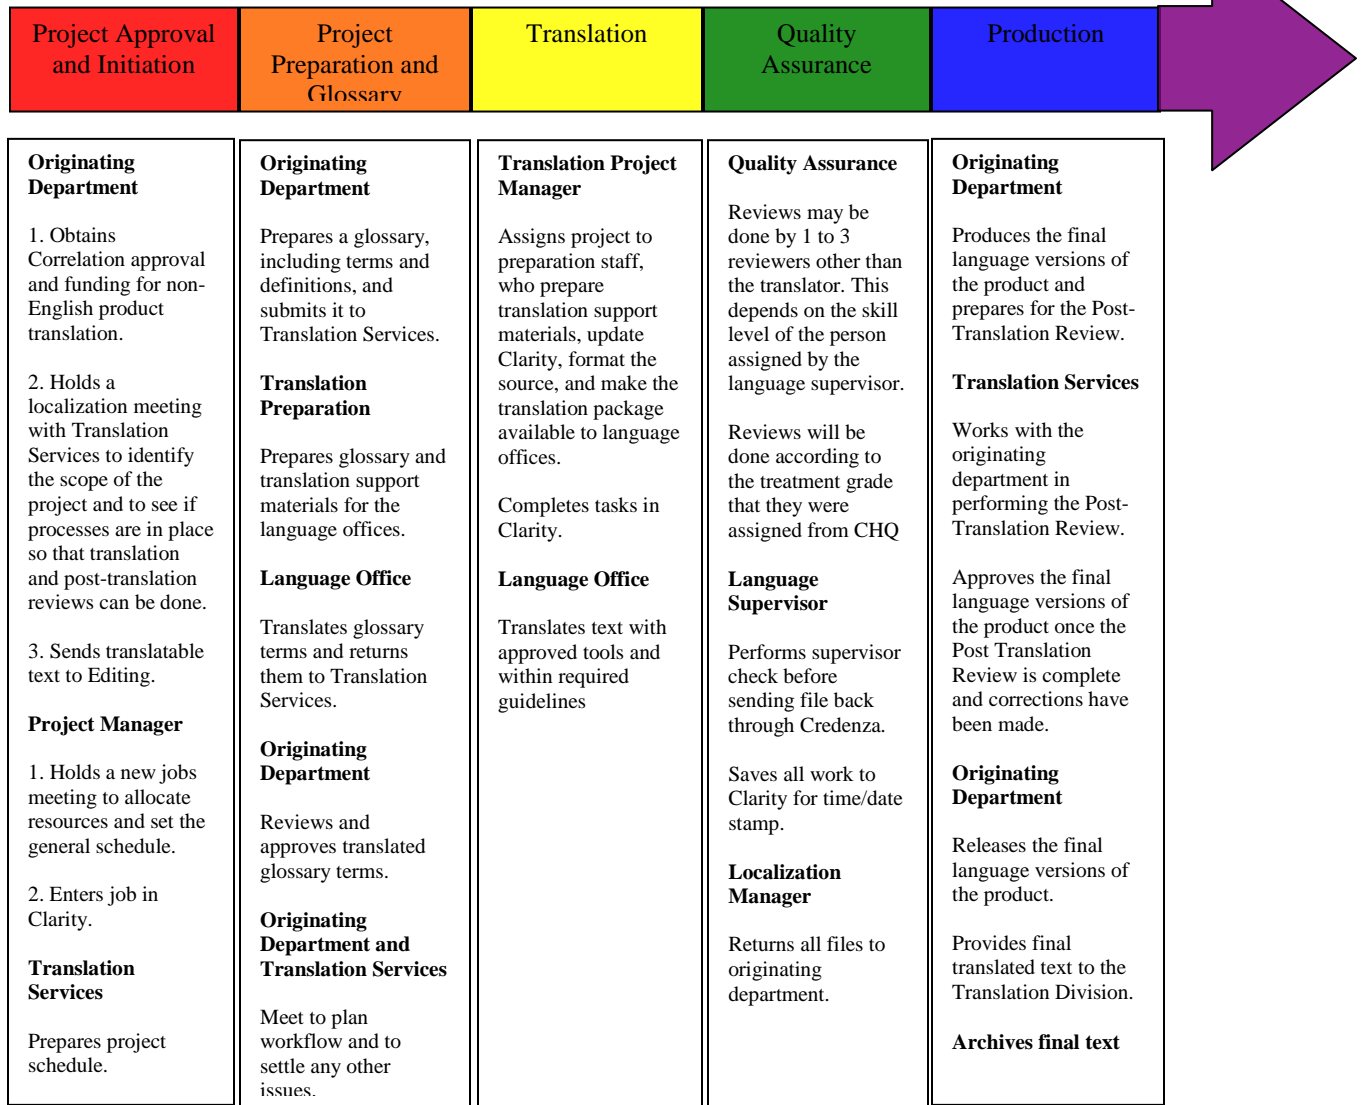 Project Approval
and Initiation
Project
Preparation and
Glossary
Translation
Quality
Assurance
Production
Originating
Department
1. Obtains
Correlation approval
and funding for non-
English product
translation.
2. Holds a
localization meeting
with Translation
Services to identify
the scope of the
project and to see if
processes are in place
so that translation
and post-translation
reviews can be done.
3. Sends translatable
text to Editing.
Project Manager
1. Holds a new jobs
meeting to allocate
resources and set the
general schedule.
2. Enters job in
Clarity.
Translation
Services
Prepares project
schedule.
Originating
Department
Prepares a glossary,
including terms and
definitions, and
submits it to
Translation Services.
Translation
Preparation
Prepares glossary and
translation support
materials for the
language offices.
Language Office
Translates glossary
terms and returns
them to Translation
Services.
Originating
Department
Reviews and
approves translated
glossary terms.
Originating
Department and
Translation Services
Meet to plan
workflow and to
settle any other
issues.
Translation Project
Manager
Assigns project to
preparation staff,
who prepare
translation support
materials, update
Clarity, format the
source, and make the
translation package
available to language
offices.
Completes tasks in
Clarity.
Language Office
Translates text with
approved tools and
within required
guidelines
Quality Assurance
Reviews may be
done by 1 to 3
reviewers other than
the translator. This
depends on the skill
level of the person
assigned by the
language supervisor.
Reviews will be
done according to
the treatment grade
that they were
assigned from CHQ
Language
Supervisor
Performs supervisor
check before
sending file back
through Credenza.
Saves all work to
Clarity for time/date
stamp.
Localization
Manager
Returns all files to
originating
department.
Originating
Department
Produces the final
language versions of
the product and
prepares for the Post-
Translation Review.
Translation Services
Works with the
originating
department in
performing the Post-
Translation Review.
Approves the final
language versions of
the product once the
Post Translation
Review is complete
and corrections have
been made.
Originating
Department
Releases the final
language versions of
the product.
Provides final
translated text to the
Translation Division.
Archives final text